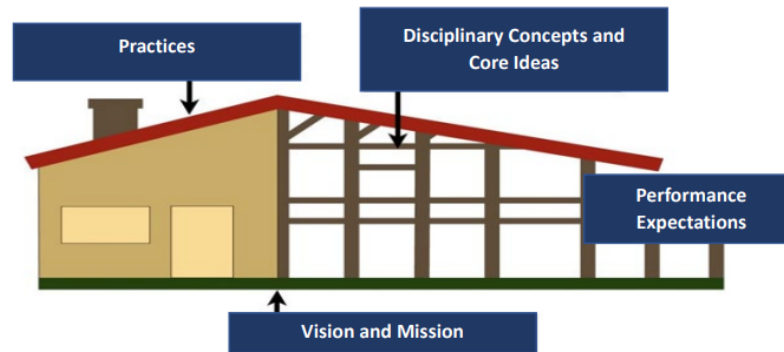 Practices
Disciplinary Concepts and
Core Ideas
Performance
Expectations
Vision and Mission